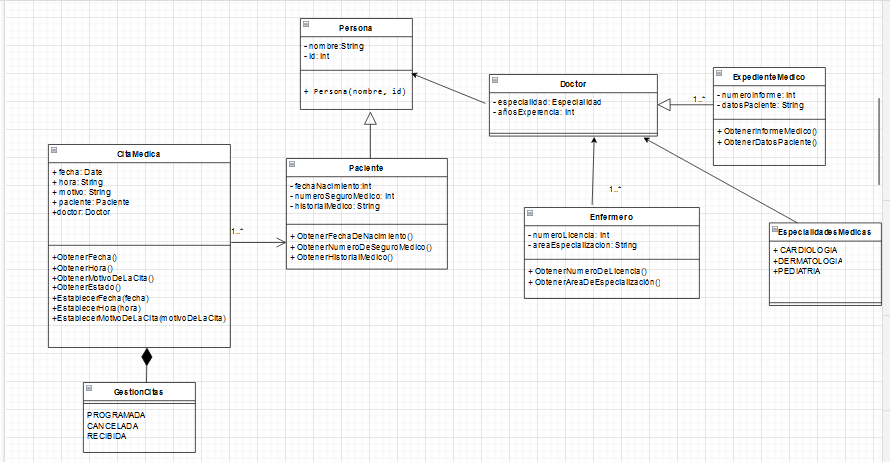 Persona
- nombre:String
- id: Int
+ Persona(nombre, id)
Doctor
- especialidad: Especialidad
- añosExperencia: Int
ExpedienteMedico
- numeroInforme: Int
- datosPaciente: String
+ ObtenerInformeMedico()
+ ObtenerDatosPaciente()
1..*
CitaMedica
+ fecha: Date
+ hora: String
+ motivo: String
+ paciente: Paciente
+doctor: Doctor
+ObtenerFecha()
+ObtenerHora()
+ObtenerMotivoDeLaCita()
+ObtenerEstado()
+EstablecerFecha(fecha)
+EstablecerHora(hora)
+EstablecerMotivoDeLaCita(motivoDeLaCita)
1..*
Paciente
- fechaNacimiento:Int
- numeroSeguroMedico: Int
- historialMedico: String
+ ObtenerFechaDeNacimiento()
+ ObtenerNumeroDeSeguroMedico()
+ ObtenerHistorialMedico()
1..*
Enfermero
- numeroLicencia: Int
- areaEspecializacion: String
+ ObtenerNumeroDeLicencia()
+ ObtenerAreaDeEspecialización()
EspecialidadesMedicas
+ CARDIOLOGIA
+DERMATOLOGIA
+PEDIATRIA
GestionCitas
PROGRAMADA
CANCELADA
RECIBIDA